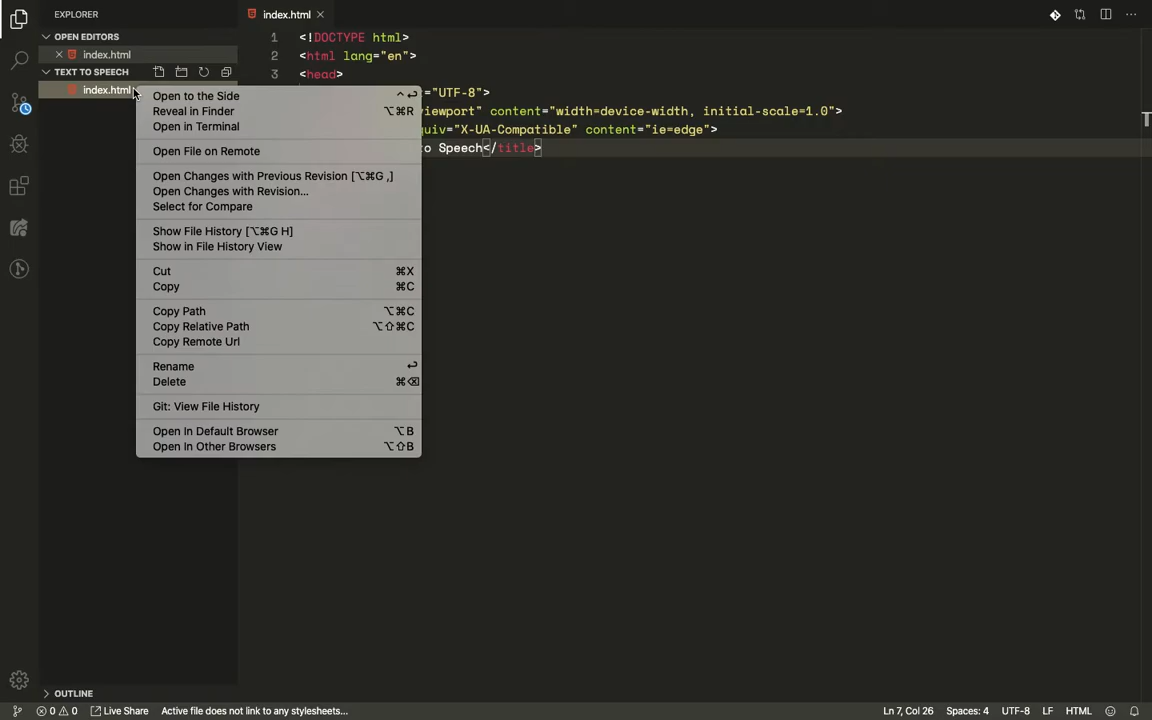 EXPLORER
index.html
OPEN EDITORS
index.html
TEXT TO SPEECH
index.html
1 <!DOCTYPE html>
2 <html lang="en">
3 <head>
="UTF-8">
viewport" content="width=device-width, initial-scale=1.0">
quiv="X-UA-Compatible" content="ie=edge">
to Speech</title>
Open to the Side ⌃↩
Reveal in Finder ⌥⌘R
Open in Terminal
Open File on Remote
Open Changes with Previous Revision [⌥⌘G ,]
Open Changes with Revision...
Select for Compare
Show File History [⌥⌘G H]
Show in File History View
Cut ⌘X
Copy ⌘C
Copy Path ⌥⌘C
Copy Relative Path ⌥⇧⌘C
Copy Remote Url
Rename ↩
Delete ⌘⌫
Git: View File History
Open In Default Browser ⌥B
Open In Other Browsers ⌥⇧B
OUTLINE
0 0 Live Share Active file does not link to any stylesheets... Ln 7, Col 26 Spaces: 4 UTF-8 LF HTML